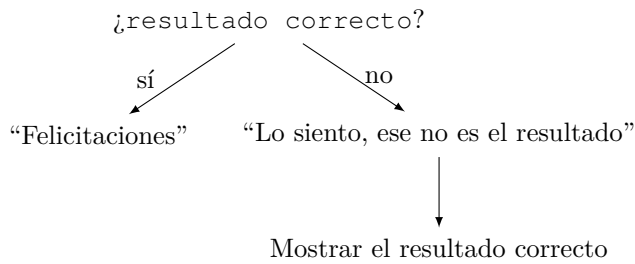 ¿resultado correcto?
sí
no
“Felicitaciones”
“Lo siento, ese no es el resultado”
Mostrar el resultado correcto